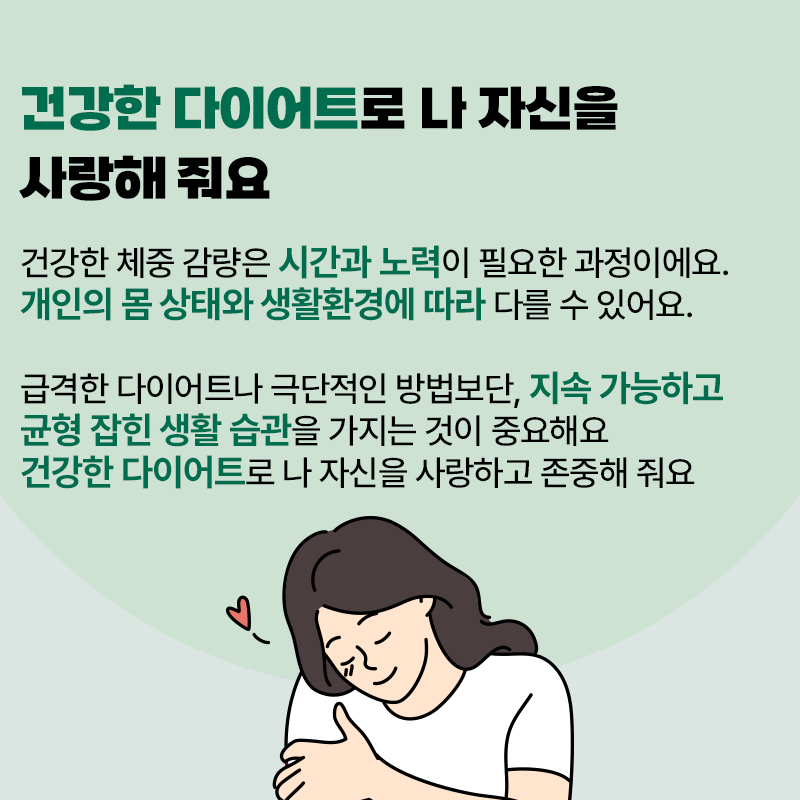 건강한 다이어트로 나 자신을
사랑해 줘요
건강한 체중 감량은 시간과 노력이 필요한 과정이에요.
개인의 몸 상태와 생활환경에 따라 다를 수 있어요.
급격한 다이어트나 극단적인 방법보단, 지속 가능하고
균형 잡힌 생활 습관을 가지는 것이 중요해요
건강한 다이어트로 나 자신을 사랑하고 존중해 줘요